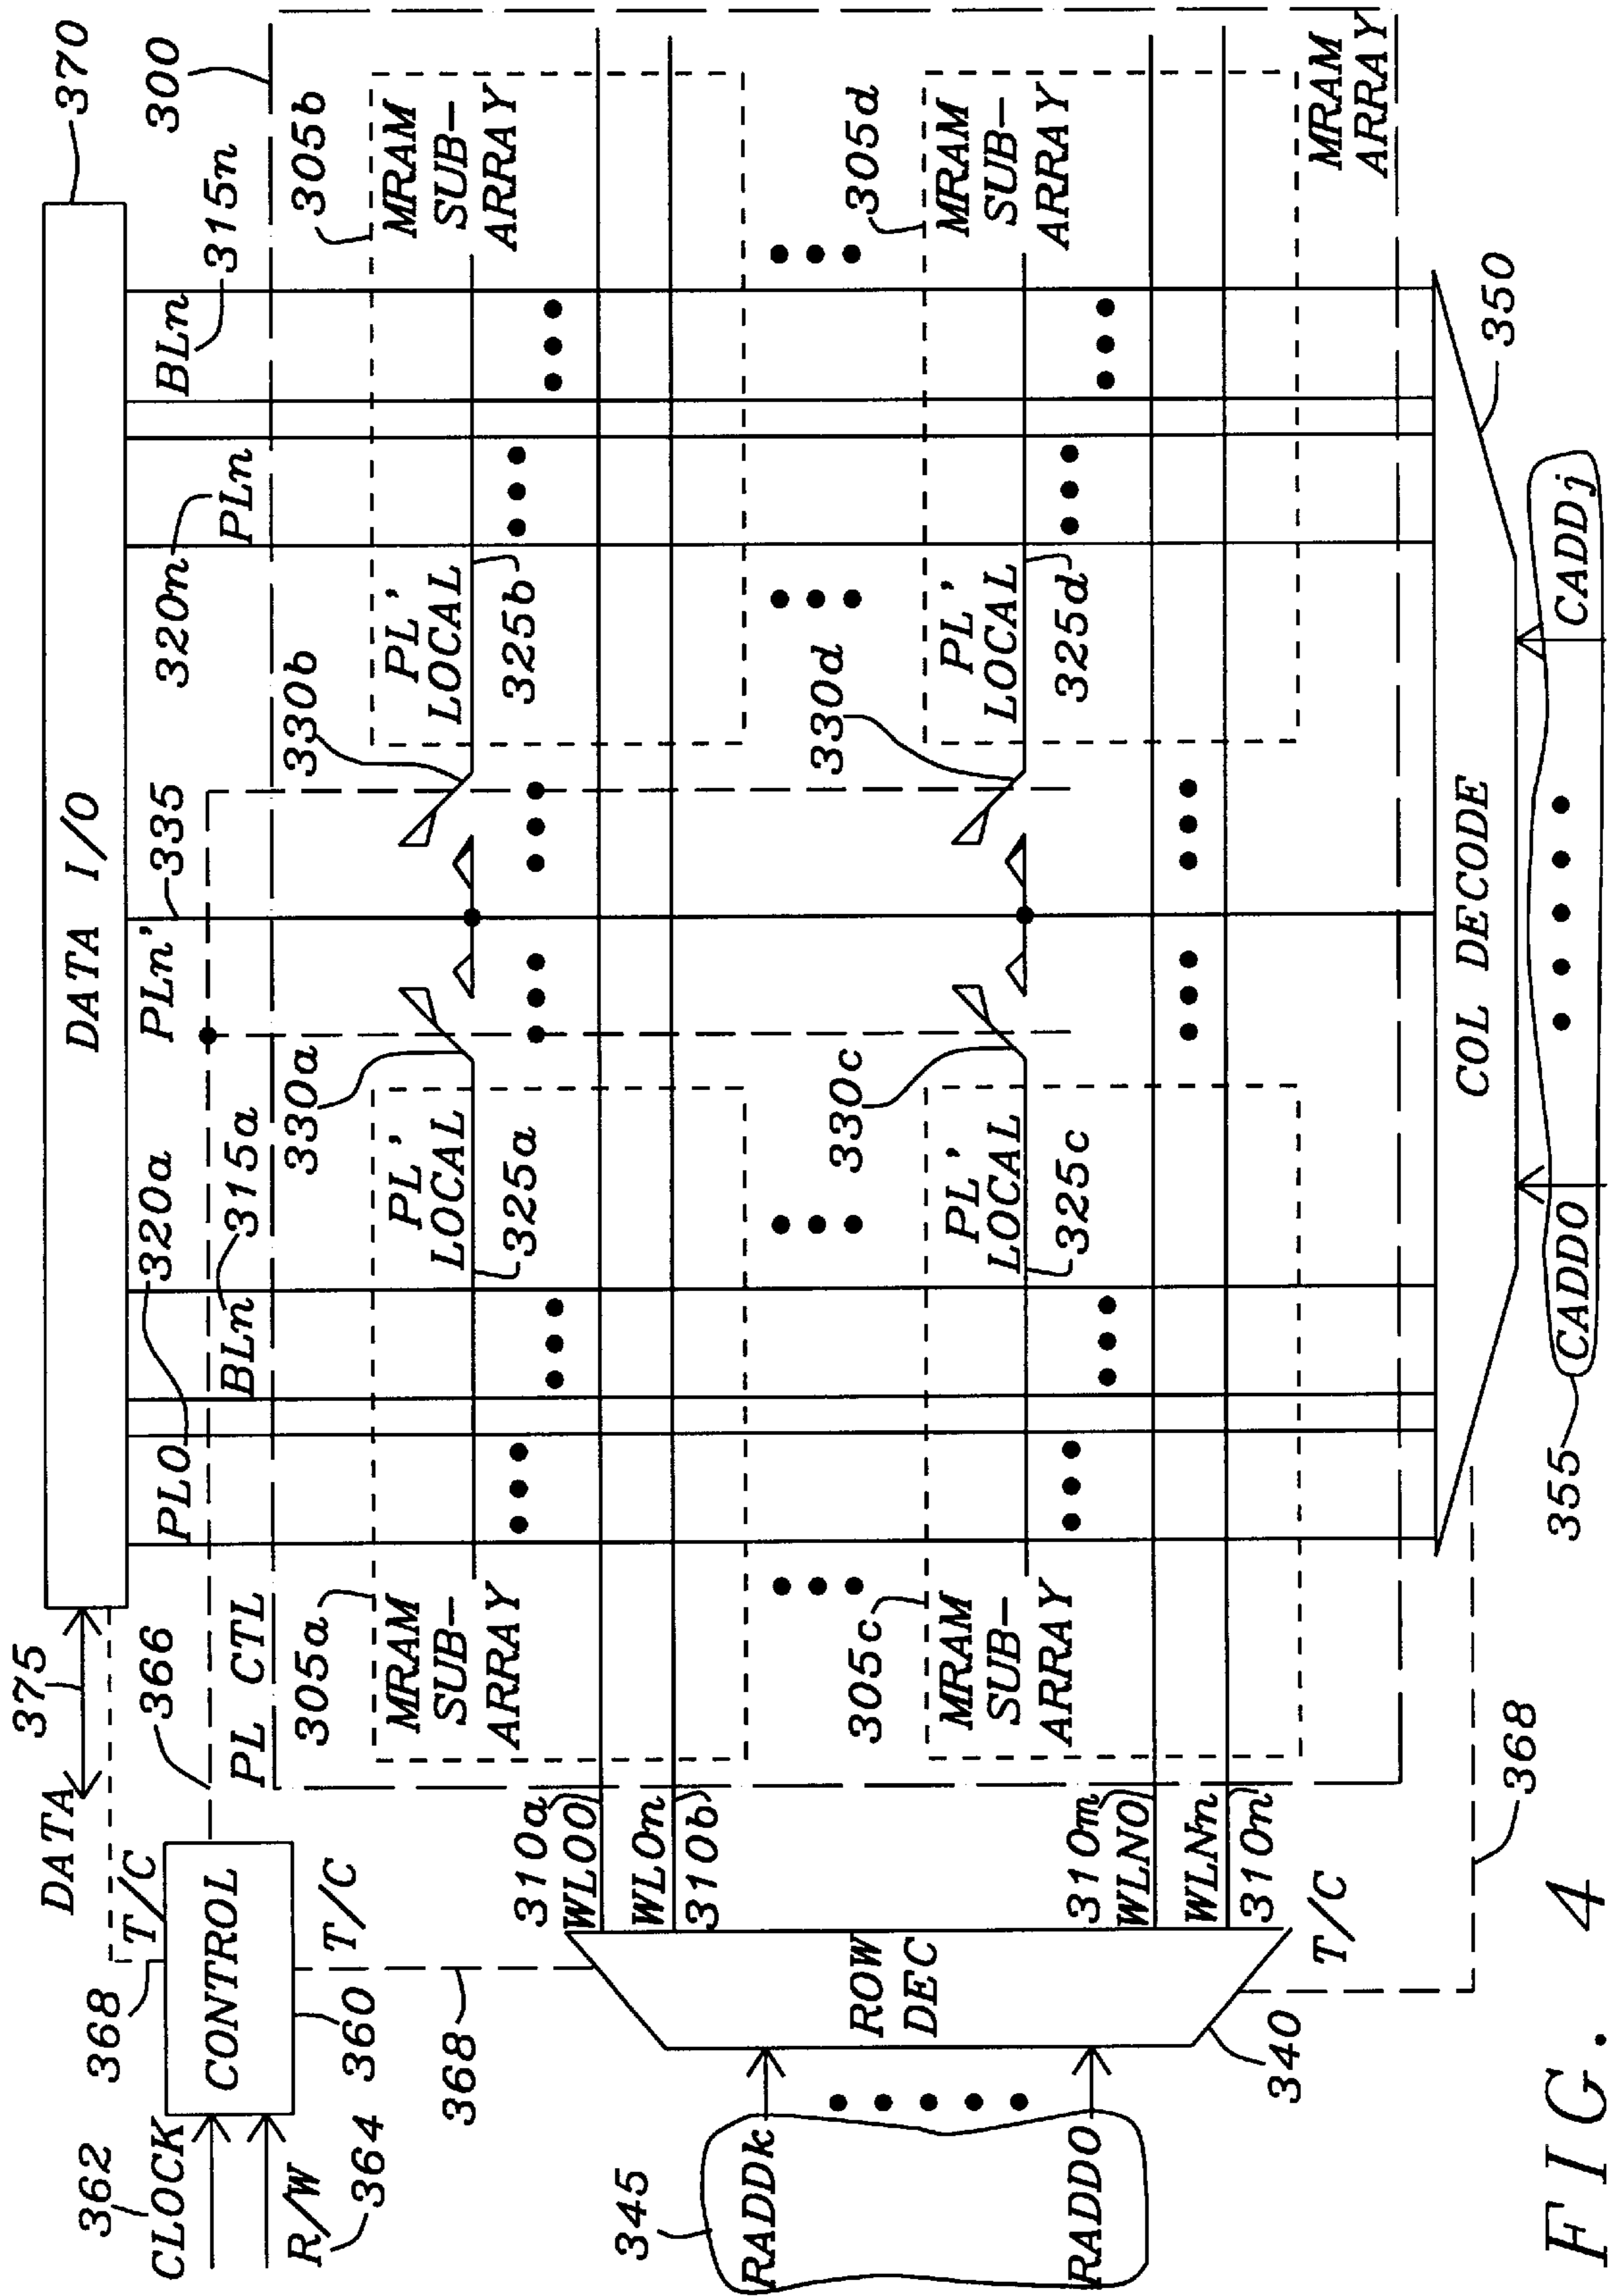 370
DATA I/O
375
DATA
300
BLn
315n
320n
PLn
335
PLn'
320a
315a
BLn
PL0
366
PL CTL
368
T/C
362
CLOCK
CONTROL
R/W
364
360
T/C
368
305a
MRAM
SUB-
ARRAY
330a
PL'
LOCAL
325a
330b
PL'
LOCAL
325b
305b
MRAM
SUB-
ARRAY
310a
WL00
WL0n
310b
305c
MRAM
SUB-
ARRAY
330c
PL'
LOCAL
325c
330d
PL'
LOCAL
325d
305d
MRAM
SUB-
ARRAY
310m
WLN0
WLNn
310n
MRAM
ARRAY
345
RADDk
RADD0
ROW
DEC
340
T/C
368
COL DECODE
350
355
CADD0
CADDj
FIG. 4